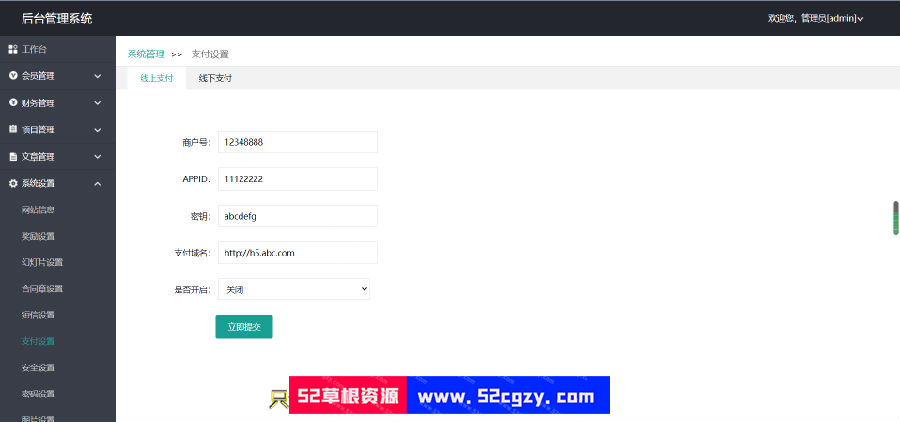 后台管理系统
欢迎您，管理员[admin]
工作台
会员管理
财务管理
项目管理
文章管理
系统设置
网站信息
奖励设置
幻灯片设置
合同章设置
短信设置
支付设置
安全设置
密码设置
图片设置
系统管理 >> 支付设置
线上支付 线下支付
商户号： 12348888
APPID： 11122222
密钥： abcdefg
支付域名： http://h5.abc.com
是否开启： 关闭
立即提交
只
52草根资源 www.52cgzy.com